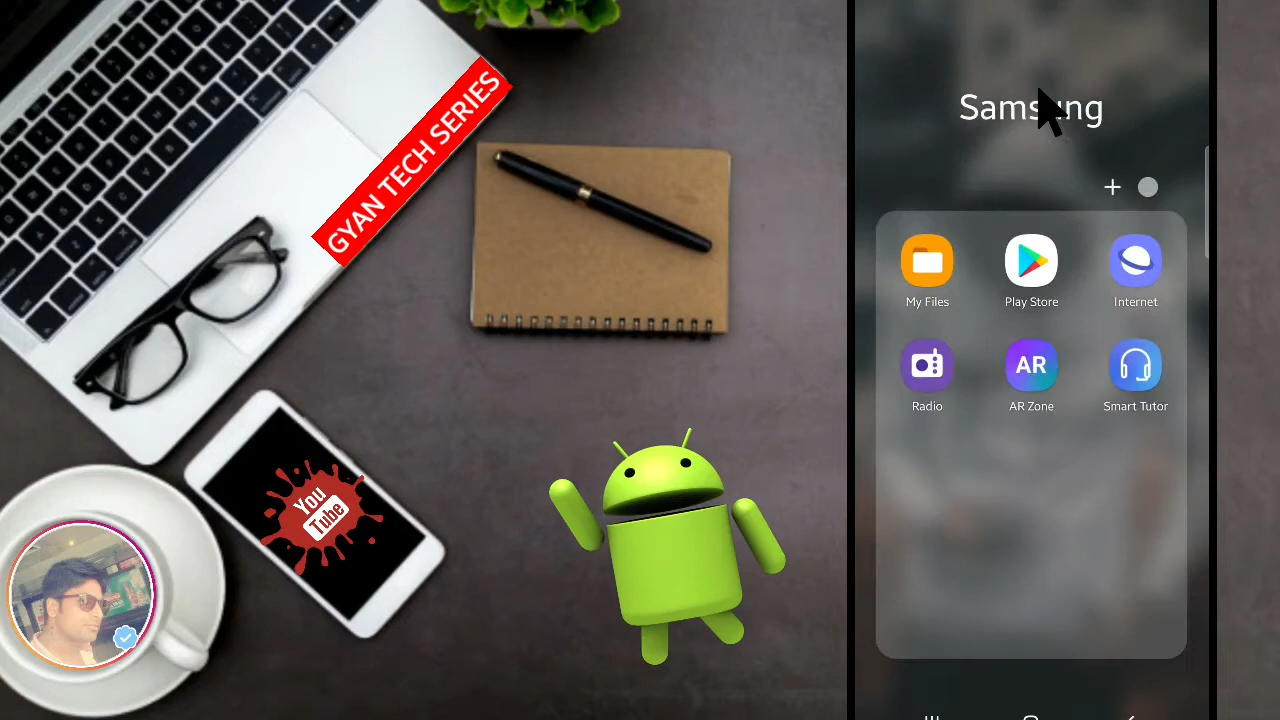 GYAN TECH SERIES
You
Tube
Samsung
My Files
Play Store
Internet
AR
Radio
AR Zone
Smart Tutor